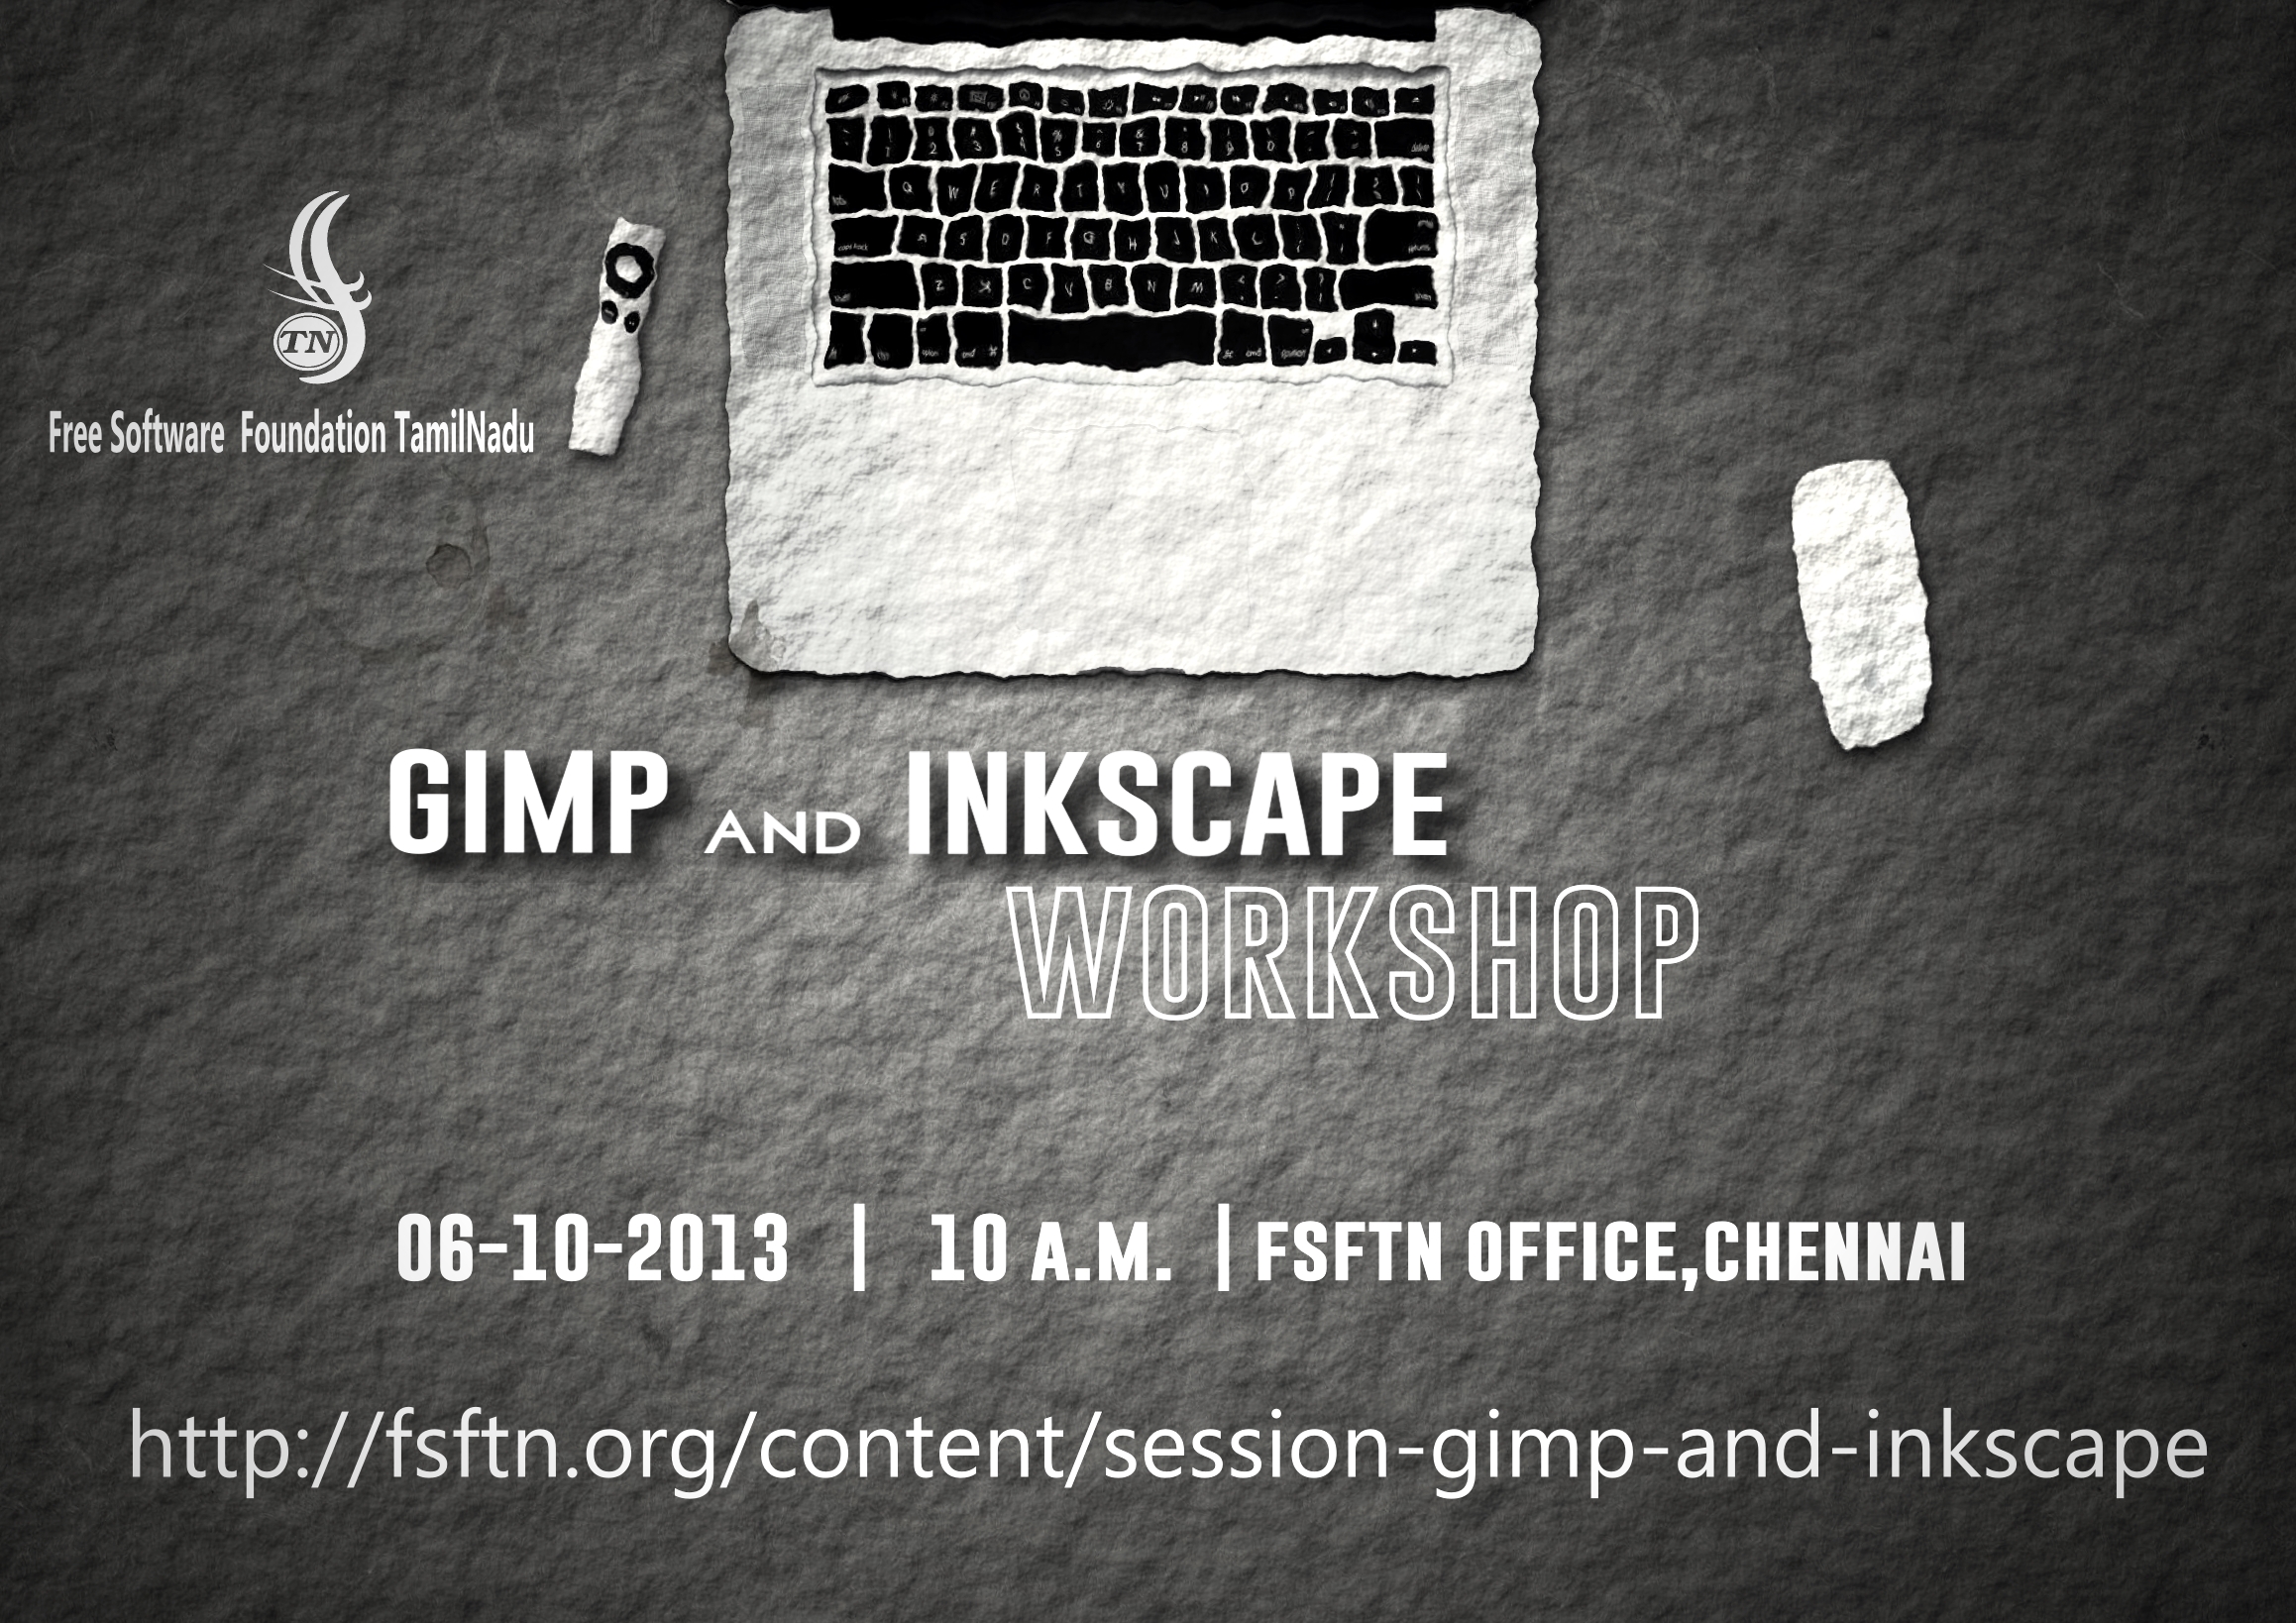 Q W E R T Y U I O P
A S D F G H J K L
Z X C V B N M
TN
Free Software Foundation TamilNadu
GIMP AND INKSCAPE
WORKSHOP
06-10-2013 | 10 A.M. | FSFTN OFFICE,CHENNAI
http://fsftn.org/content/session-gimp-and-inkscape